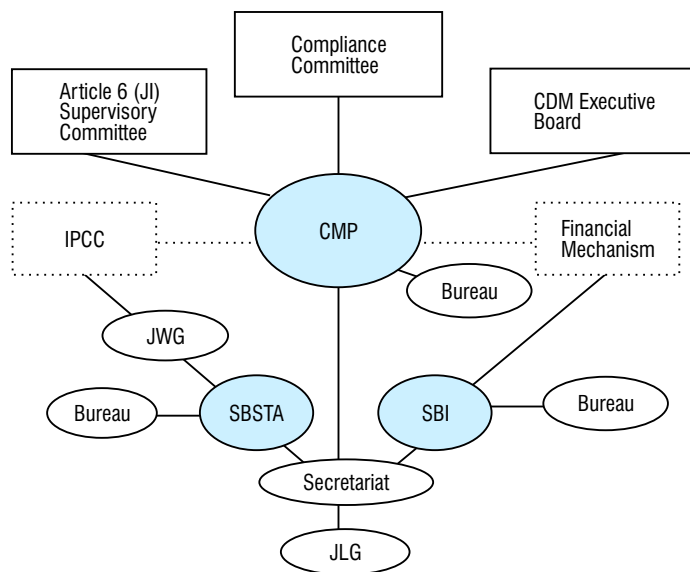 Compliance
Committee
Article 6 (JI)
Supervisory
Committee
CDM Executive
Board
IPCC
CMP
Financial
Mechanism
Bureau
JWG
Bureau
SBSTA
SBI
Bureau
Secretariat
JLG